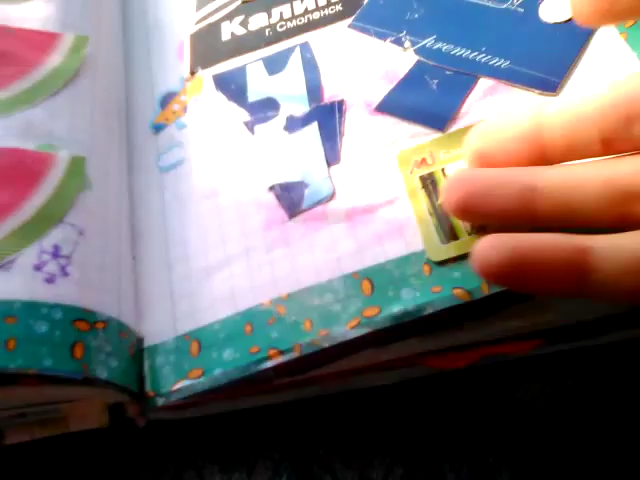 Калин
г. Смоленск
premium